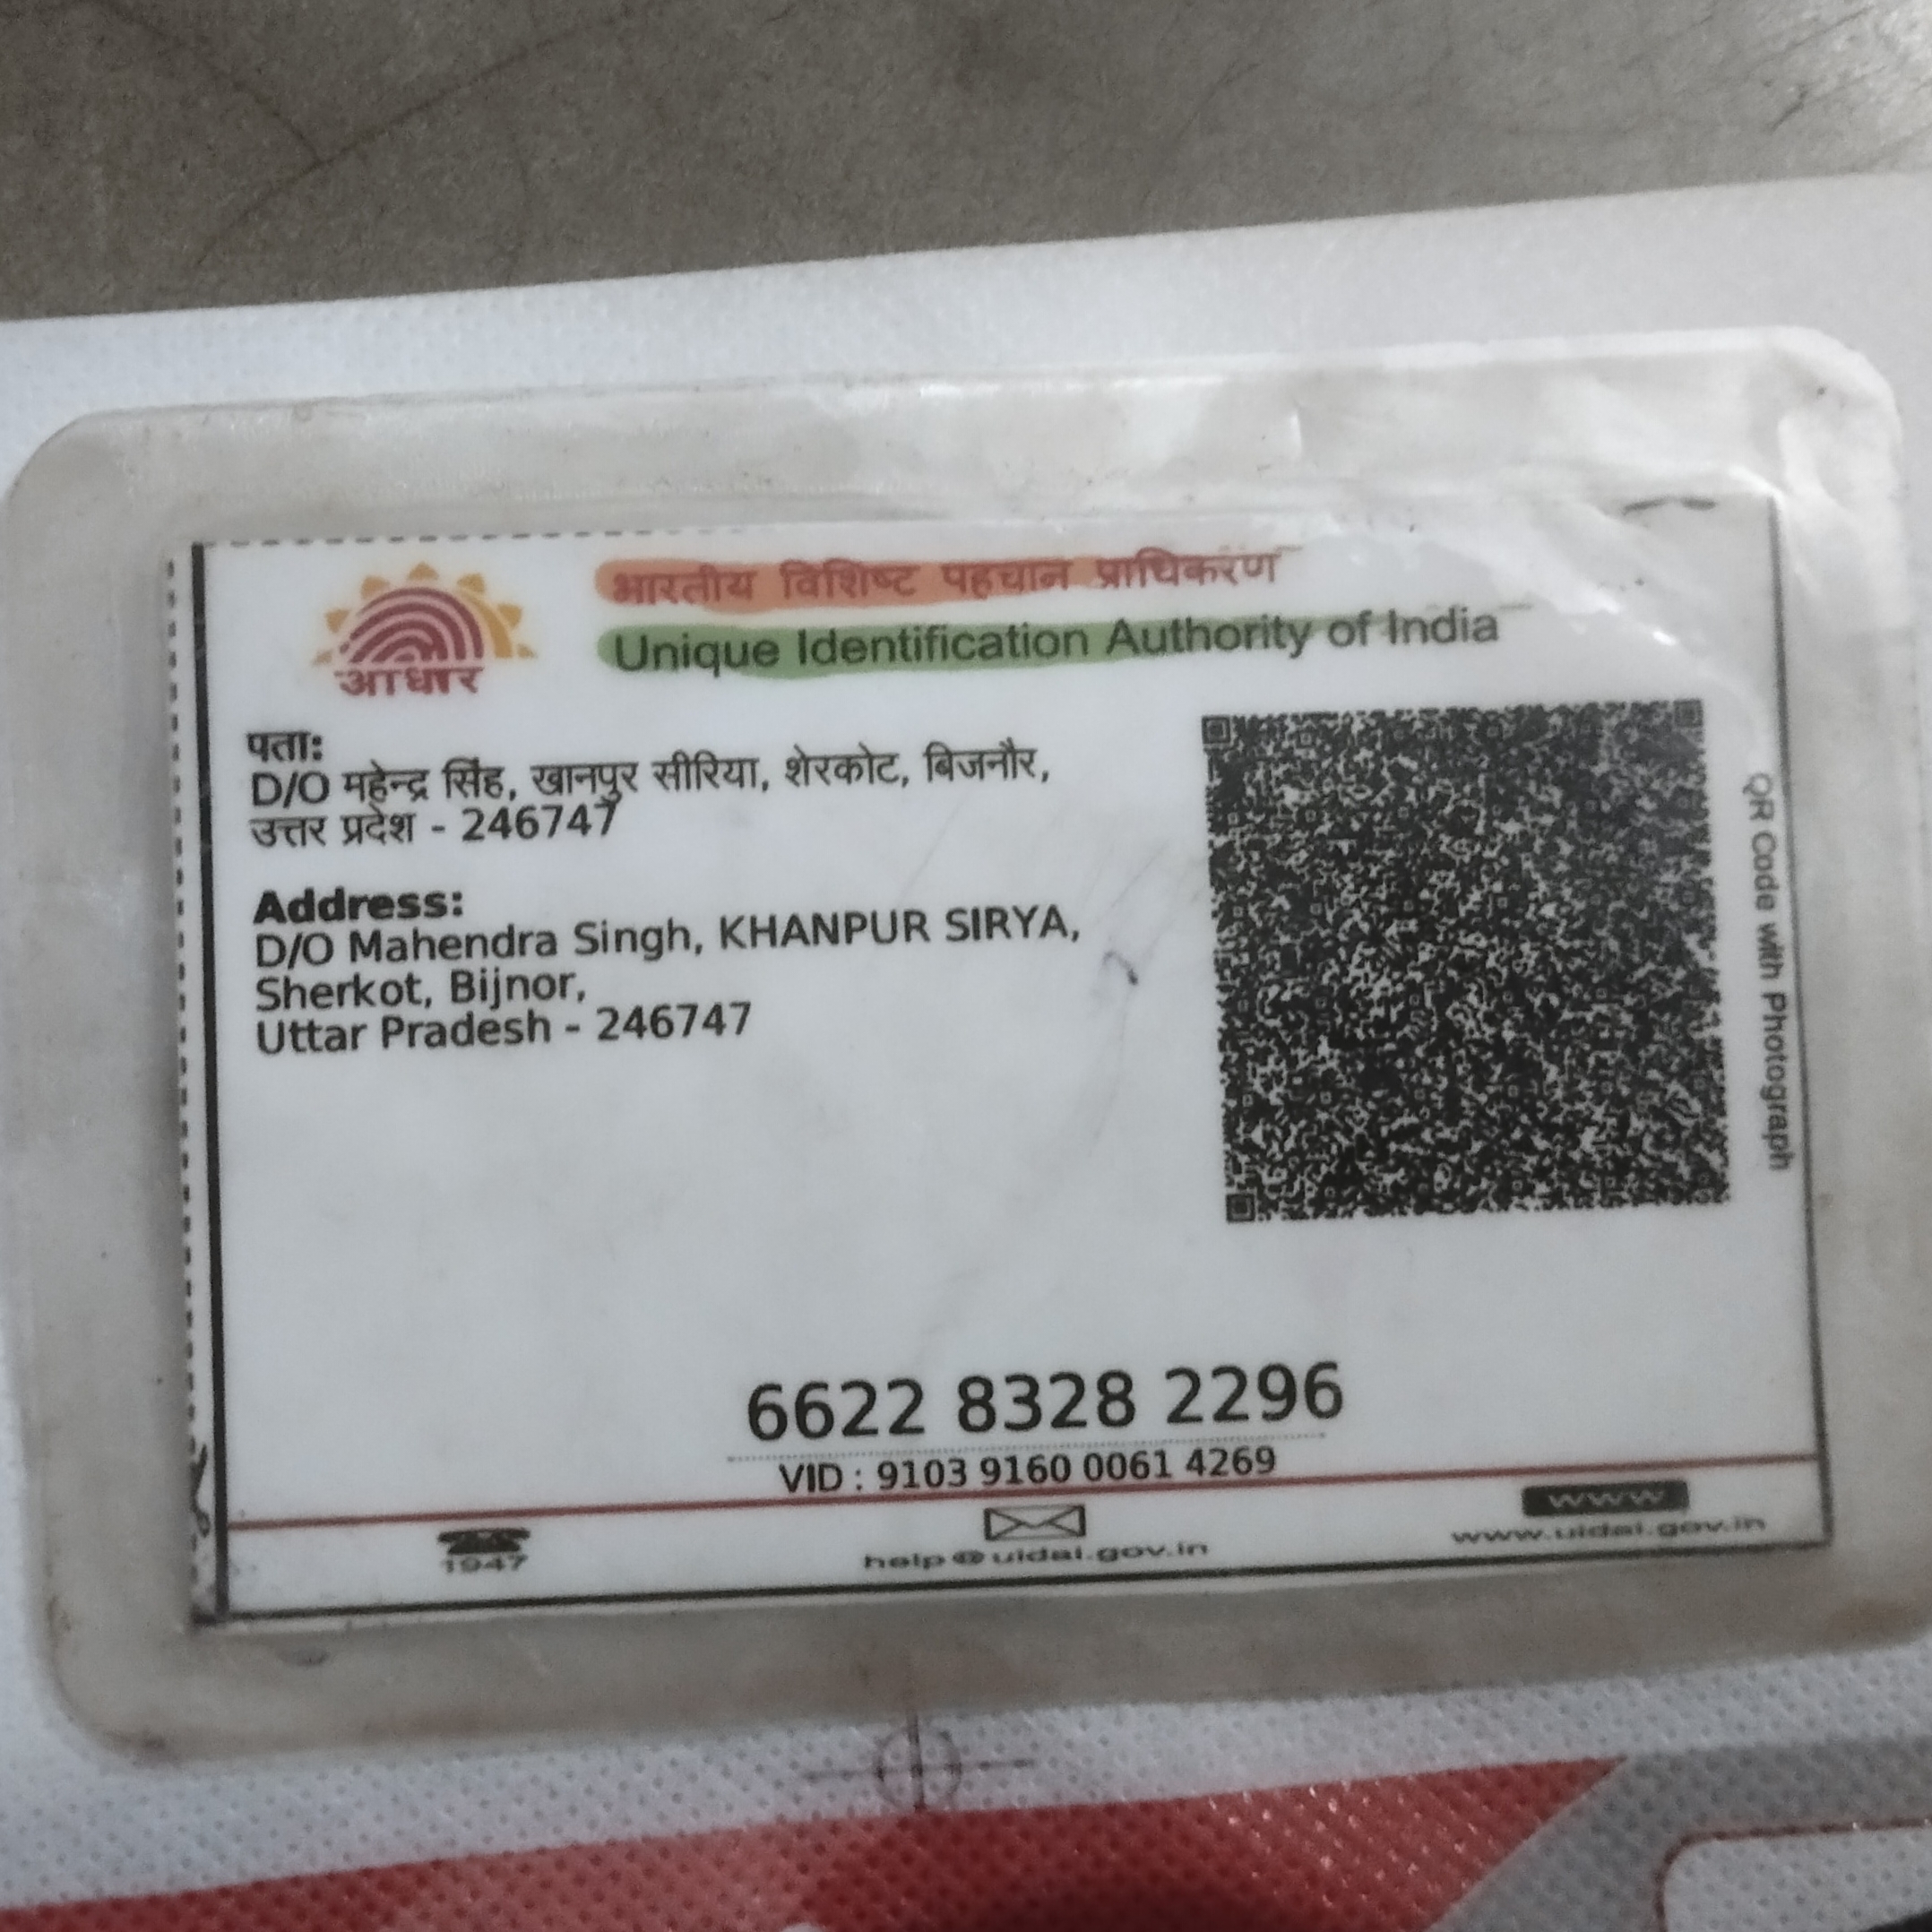 आधार
भारतीय विशिष्ट पहचान प्राधिकरण
Unique Identification Authority of India
पता:
D/O महेन्द्र सिंह, खानपुर सीरिया, शेरकोट, बिजनौर,
उत्तर प्रदेश - 246747
Address:
D/O Mahendra Singh, KHANPUR SIRYA,
Sherkot, Bijnor,
Uttar Pradesh - 246747
QR Code with Photograph
6622 8328 2296
VID : 9103 9160 0061 4269
1947
help@uidai.gov.in
www
www.uidai.gov.in